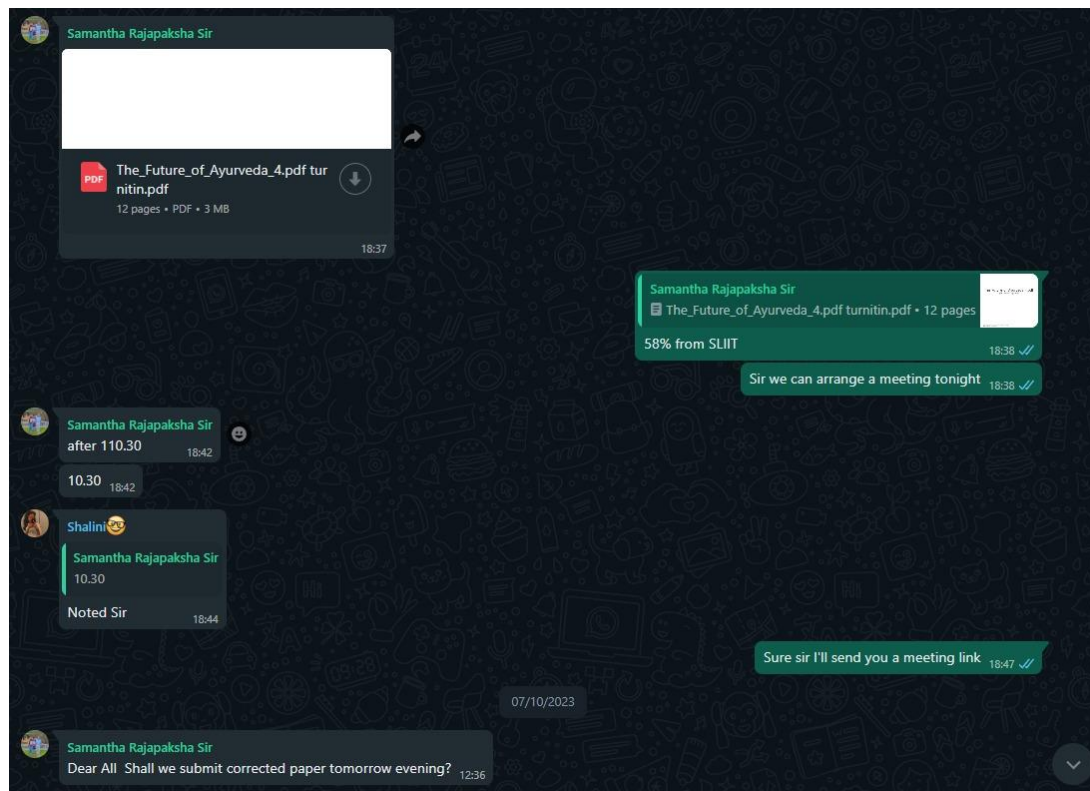 Samantha Rajapaksha Sir
PDF
The_Future_of_Ayurveda_4.pdf tur
nitin.pdf
12 pages • PDF • 3 MB
18:37
Samantha Rajapaksha Sir
The_Future_of_Ayurveda_4.pdf turnitin.pdf • 12 pages
58% from SLIIT
18:38
Sir we can arrange a meeting tonight 18:38
Samantha Rajapaksha Sir
after 110.30
18:42
10.30 18:42
Shalini🤓
Samantha Rajapaksha Sir
10.30
Noted Sir
18:44
Sure sir I'll send you a meeting link 18:47
07/10/2023
Samantha Rajapaksha Sir
Dear All  Shall we submit corrected paper tomorrow evening? 12:36